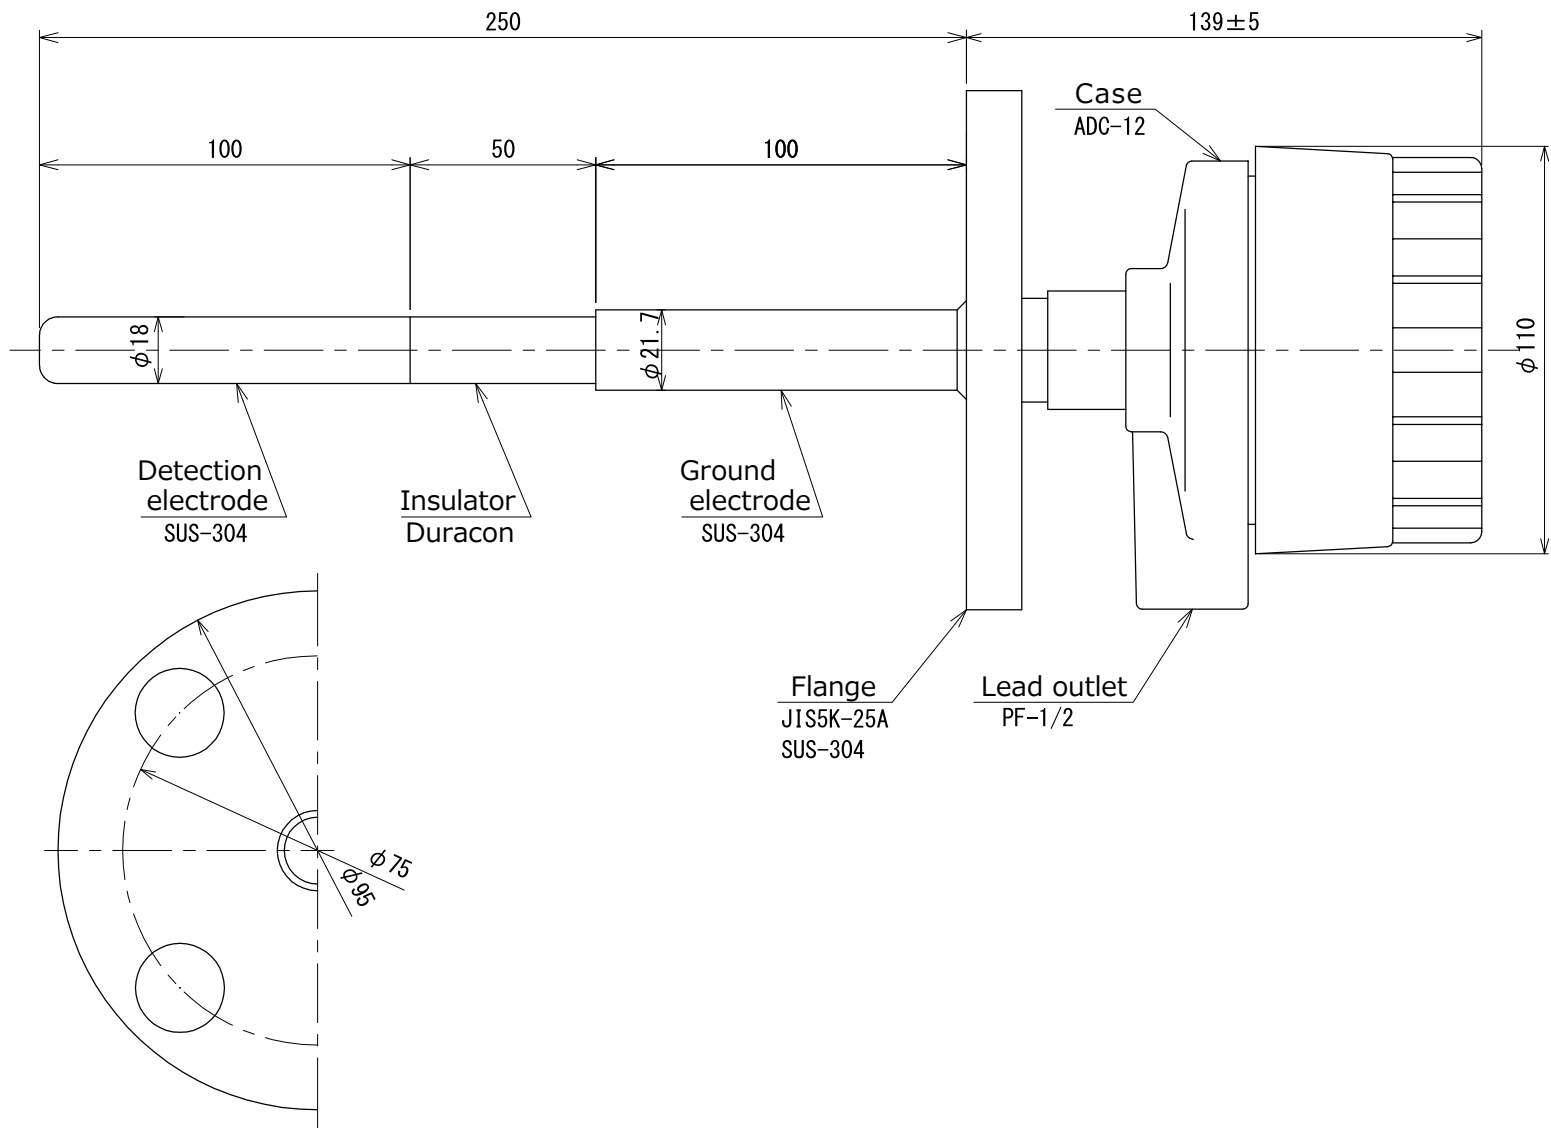 250
139±5
Case
ADC-12
100
50
100
φ18
φ21.7
φ110
Detection
electrode
SUS-304
Insulator
Duracon
Ground
electrode
SUS-304
Flange
JIS5K-25A
SUS-304
Lead outlet
PF-1/2
φ75
φ95